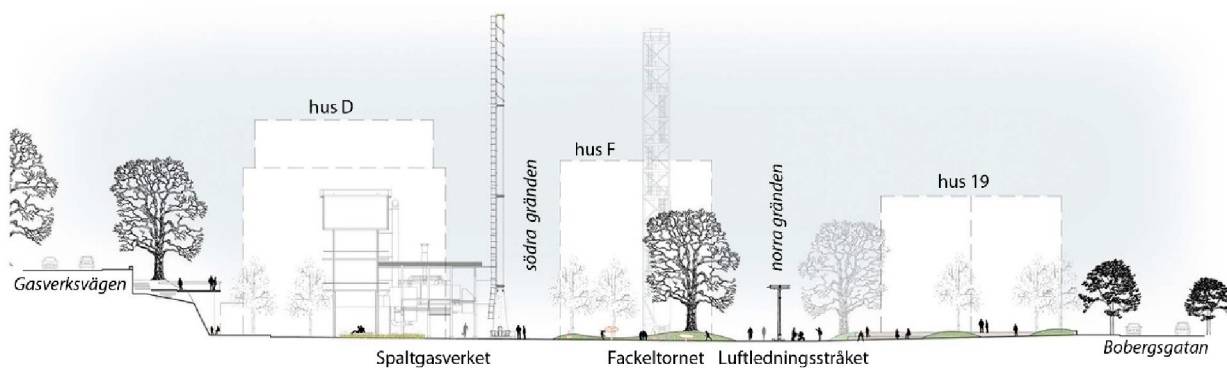 hus D
hus F
hus 19
södra gränden
norra gränden
Gasverksvägen
Spaltgasverket
Fackeltornet
Luftledningsstråket
Bobergsgatan